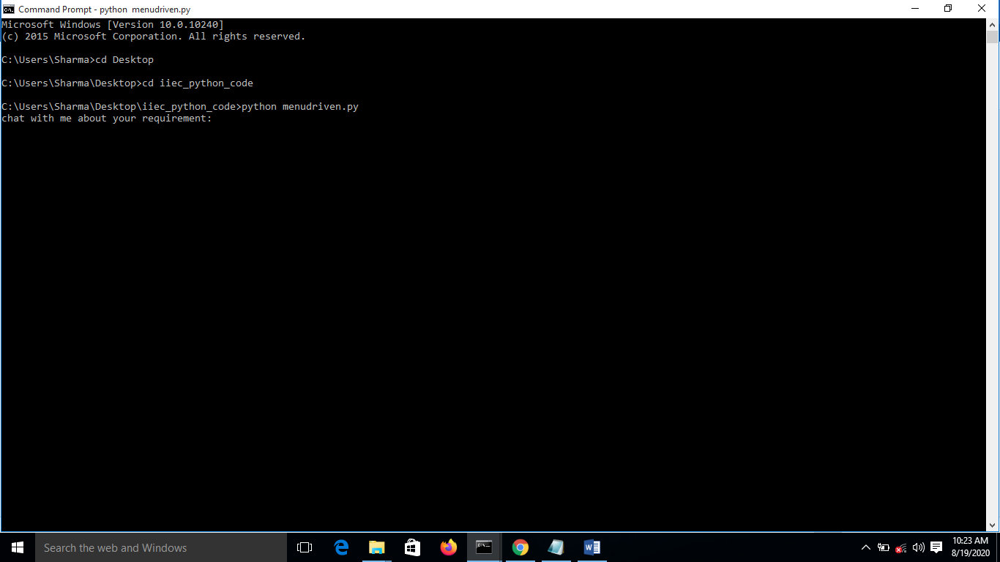 Command Prompt - python  menudriven.py
Microsoft Windows [Version 10.0.10240]
(c) 2015 Microsoft Corporation. All rights reserved.
C:\Users\Sharma>cd Desktop
C:\Users\Sharma\Desktop>cd iiec_python_code
C:\Users\Sharma\Desktop\iiec_python_code>python menudriven.py
chat with me about your requirement:
Search the web and Windows
10:23 AM
8/19/2020